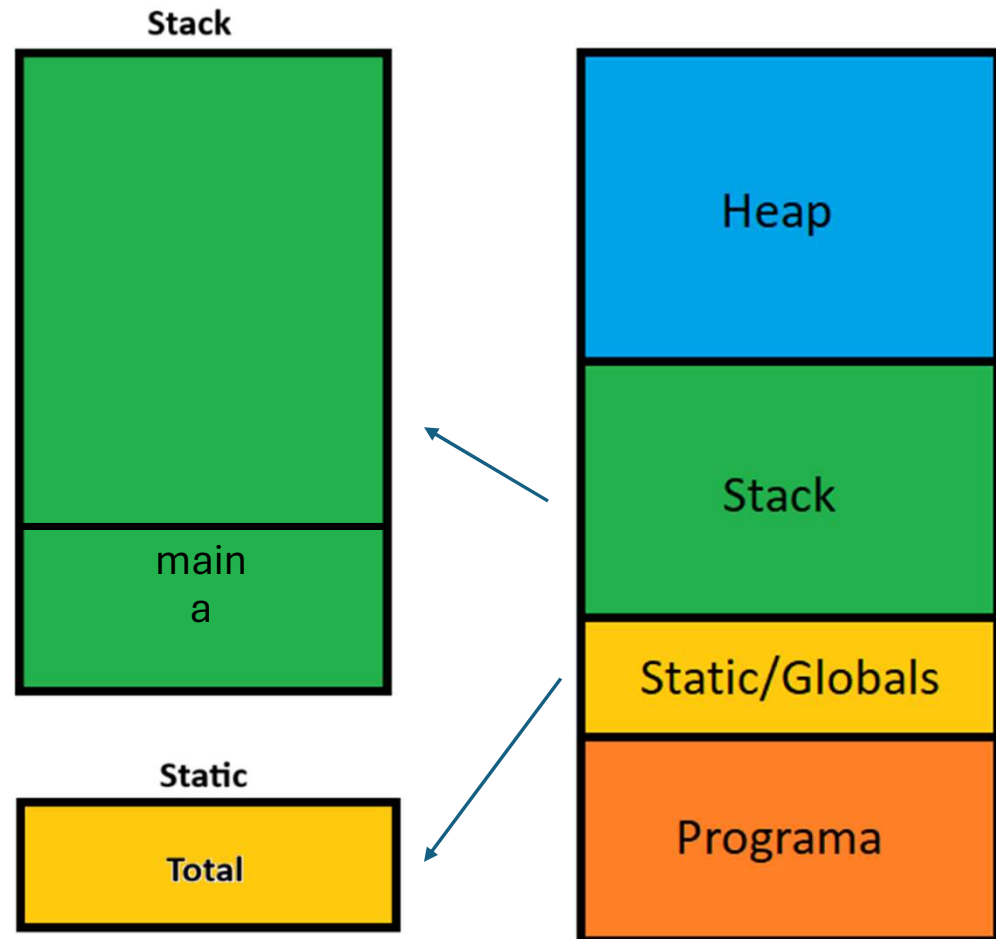 Stack
main
a
Static
Total
Heap
Stack
Static/Globals
Programa